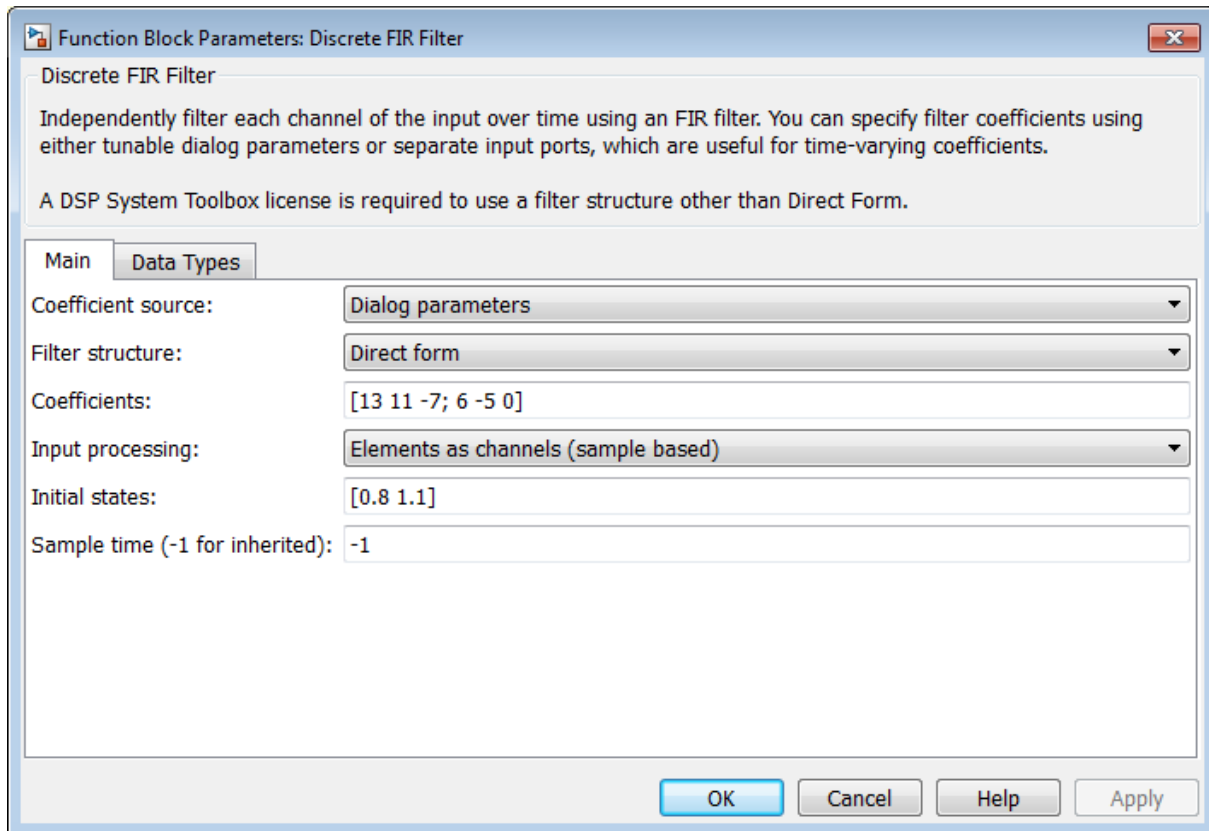 Function Block Parameters: Discrete FIR Filter
Discrete FIR Filter
Independently filter each channel of the input over time using an FIR filter. You can specify filter coefficients using
either tunable dialog parameters or separate input ports, which are useful for time-varying coefficients.
A DSP System Toolbox license is required to use a filter structure other than Direct Form.
Main Data Types
Coefficient source: Dialog parameters
Filter structure: Direct form
Coefficients: [13 11 -7; 6 -5 0]
Input processing: Elements as channels (sample based)
Initial states: [0.8 1.1]
Sample time (-1 for inherited): -1
OK Cancel Help Apply